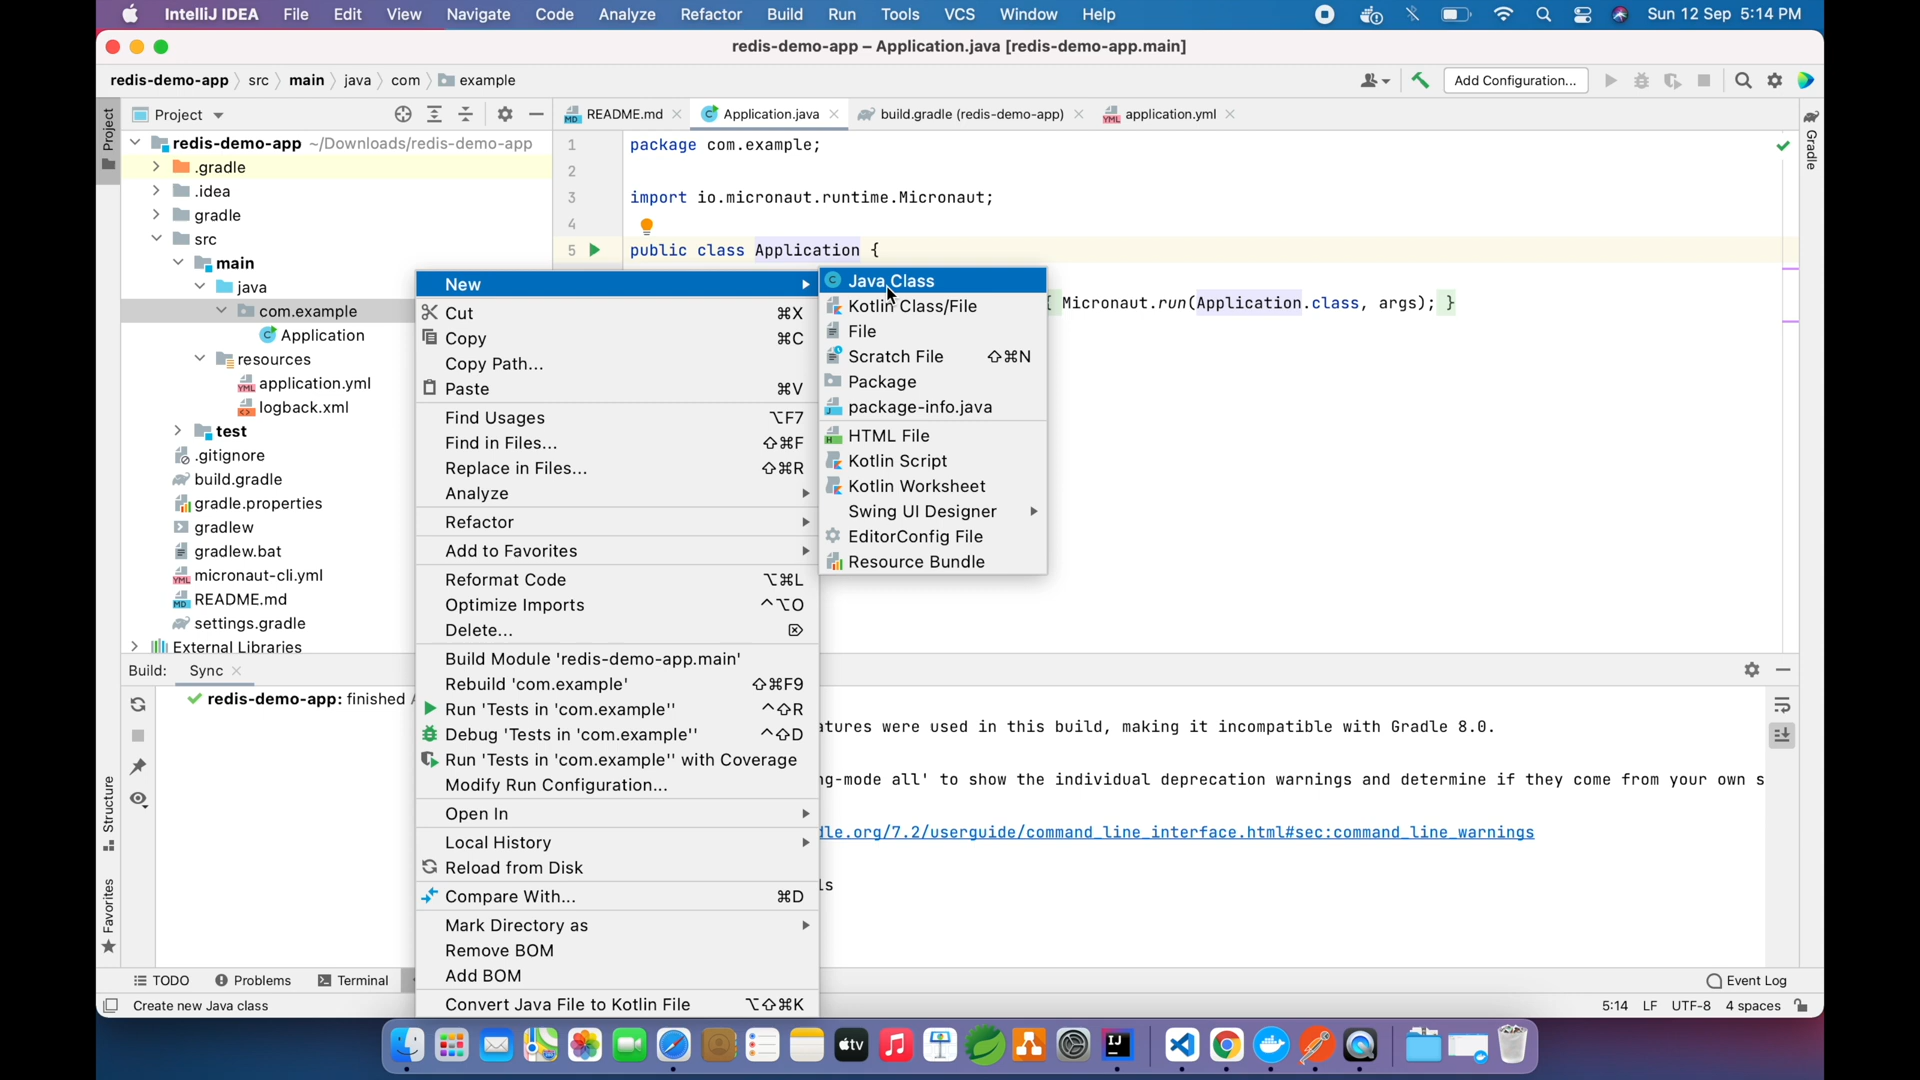 IntelliJ IDEA File Edit View Navigate Code Analyze Refactor Build Run Tools VCS Window Help Sun 12 Sep 5:14 PM
redis-demo-app – Application.java [redis-demo-app.main]
redis-demo-app src main java com example Add Configuration...
Project
Project README.md Application.java build.gradle (redis-demo-app) application.yml
Gradle
redis-demo-app ~/Downloads/redis-demo-app
.gradle
.idea
gradle
src
main
java
com.example
Application
resources
application.yml
logback.xml
test
.gitignore
build.gradle
gradle.properties
gradlew
gradlew.bat
micronaut-cli.yml
README.md
settings.gradle
External Libraries
1 package com.example;
2
3 import io.micronaut.runtime.Micronaut;
4
5 public class Application {
{ Micronaut.run(Application.class, args); }
New
Cut ⌘X
Copy ⌘C
Copy Path...
Paste ⌘V
Find Usages ⌥F7
Find in Files... ⇧⌘F
Replace in Files... ⇧⌘R
Analyze
Refactor
Add to Favorites
Reformat Code ⌥⌘L
Optimize Imports ^⌥O
Delete... ⌦
Build Module 'redis-demo-app.main'
Rebuild 'com.example' ⇧⌘F9
Run 'Tests in 'com.example'' ^⇧R
Debug 'Tests in 'com.example'' ^⇧D
Run 'Tests in 'com.example'' with Coverage
Modify Run Configuration...
Open In
Local History
Reload from Disk
Compare With... ⌘D
Mark Directory as
Remove BOM
Add BOM
Convert Java File to Kotlin File ⌥⇧⌘K
Java Class
Kotlin Class/File
File
Scratch File ⇧⌘N
Package
package-info.java
HTML File
Kotlin Script
Kotlin Worksheet
Swing UI Designer
EditorConfig File
Resource Bundle
Build: Sync
redis-demo-app: finished
atures were used in this build, making it incompatible with Gradle 8.0.
ng-mode all' to show the individual deprecation warnings and determine if they come from your own s
dle.org/7.2/userguide/command_line_interface.html#sec:command_line_warnings
ls
Structure
Favorites
TODO Problems Terminal Event Log
Create new Java class 5:14 LF UTF-8 4 spaces
tv
IJ